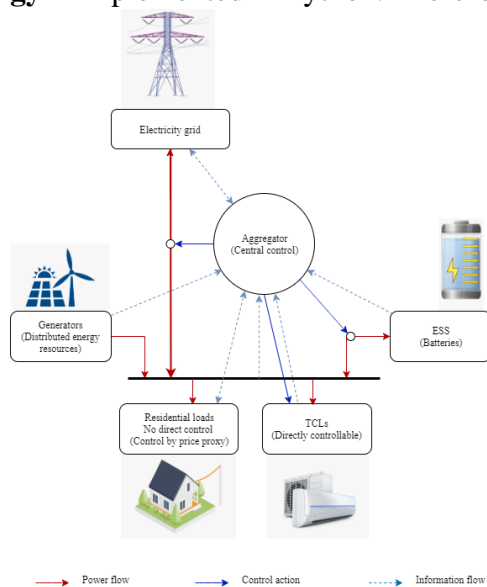 Electricity grid
Aggregator
(Central control)
Generators
(Distributed energy
resources)
ESS
(Batteries)
Residential loads
No direct control
(Control by price proxy)
TCLs
(Directly controllable)
Power flow
Control action
Information flow